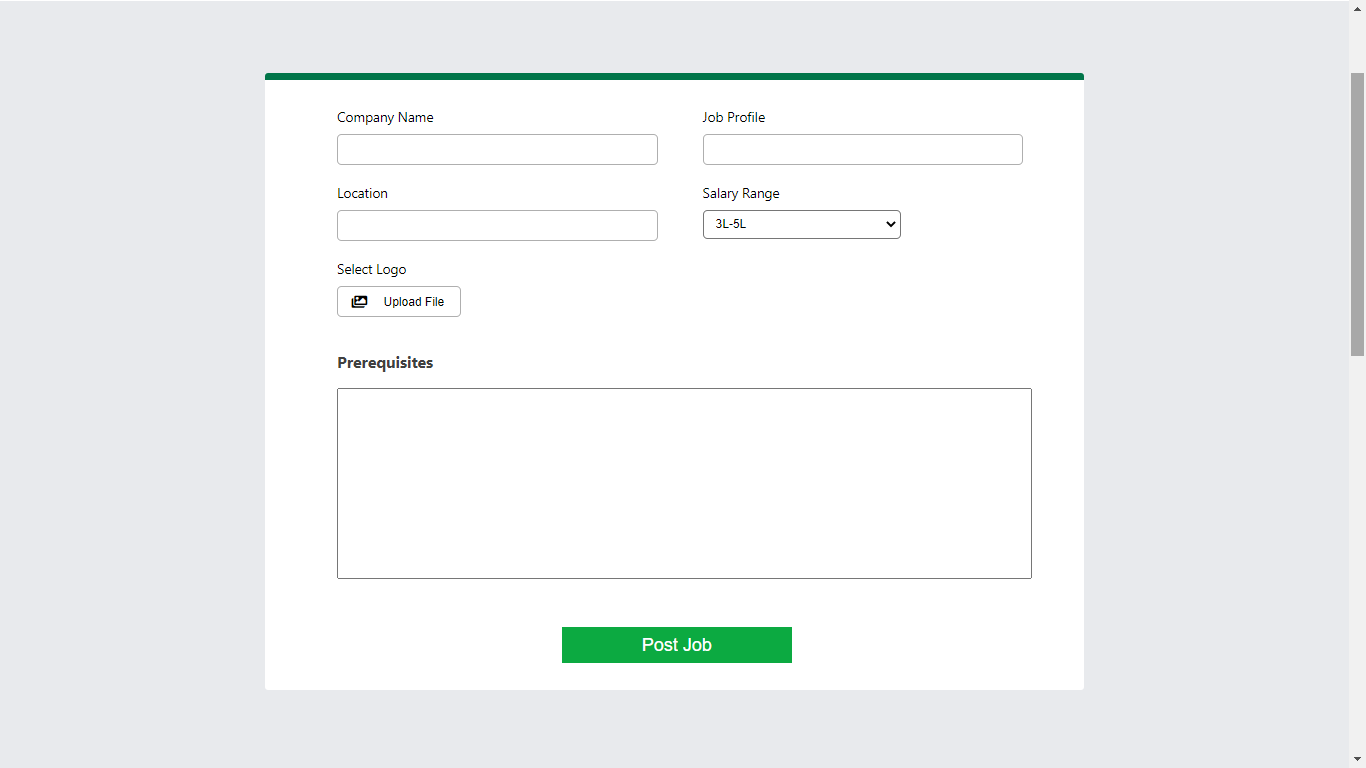 Company Name
Job Profile
Location
Salary Range
3L-5L
Select Logo
Upload File
Prerequisites
Post Job